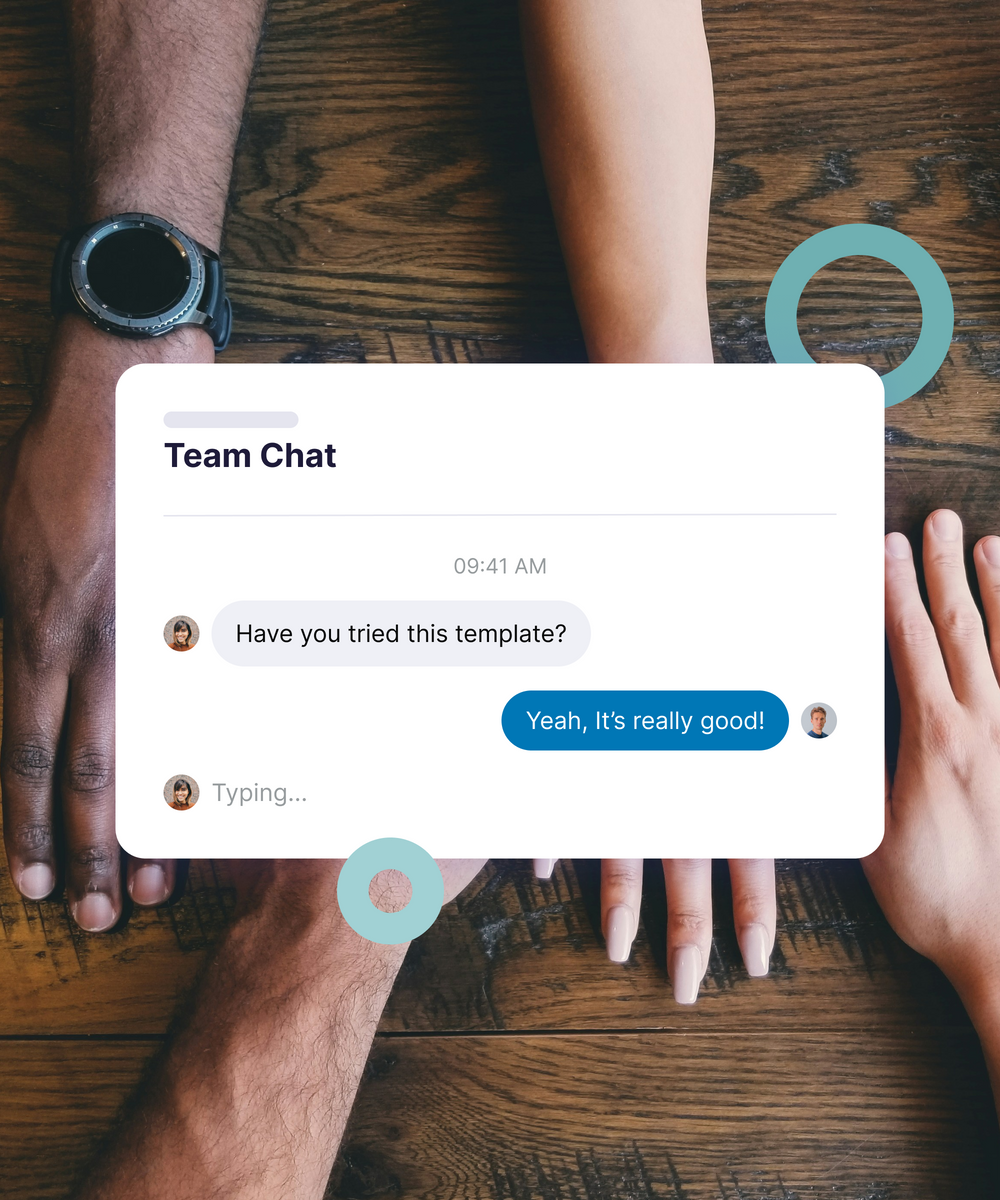 Team Chat
09:41 AM
Have you tried this template?
Yeah, It’s really good!
Typing...